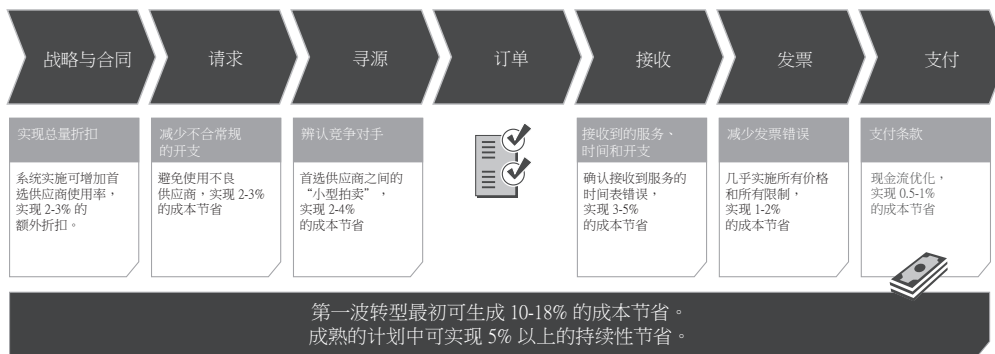 战略与合同
请求
寻源
订单
接收
发票
支付
实现总量折扣
系统实施可增加首
选供应商使用率，
实现 2-3% 的
额外折扣。
减少不合常规
的开支
避免使用不良
供应商，实现 2-3%
的成本节省
辨认竞争对手
首选供应商之间的
“小型拍卖”，
实现 2-4%
的成本节省
接收到的服务、
时间和开支
确认接收到服务的
时间表错误，
实现 3-5%
的成本节省
减少发票错误
几乎实施所有价格
和所有限制，
实现 1-2%
的成本节省
支付条款
现金流优化，
实现 0.5-1%
的成本节省
第一波转型最初可生成 10-18% 的成本节省。
成熟的计划中可实现 5% 以上的持续性节省。